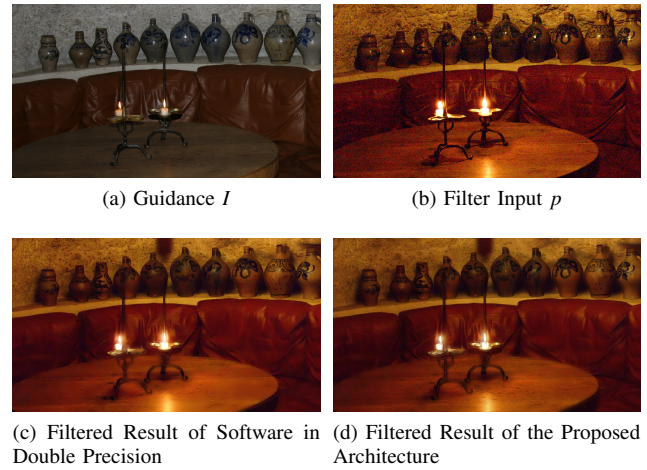 (a) Guidance I
(b) Filter Input p
(c) Filtered Result of Software in
Double Precision
(d) Filtered Result of the Proposed
Architecture